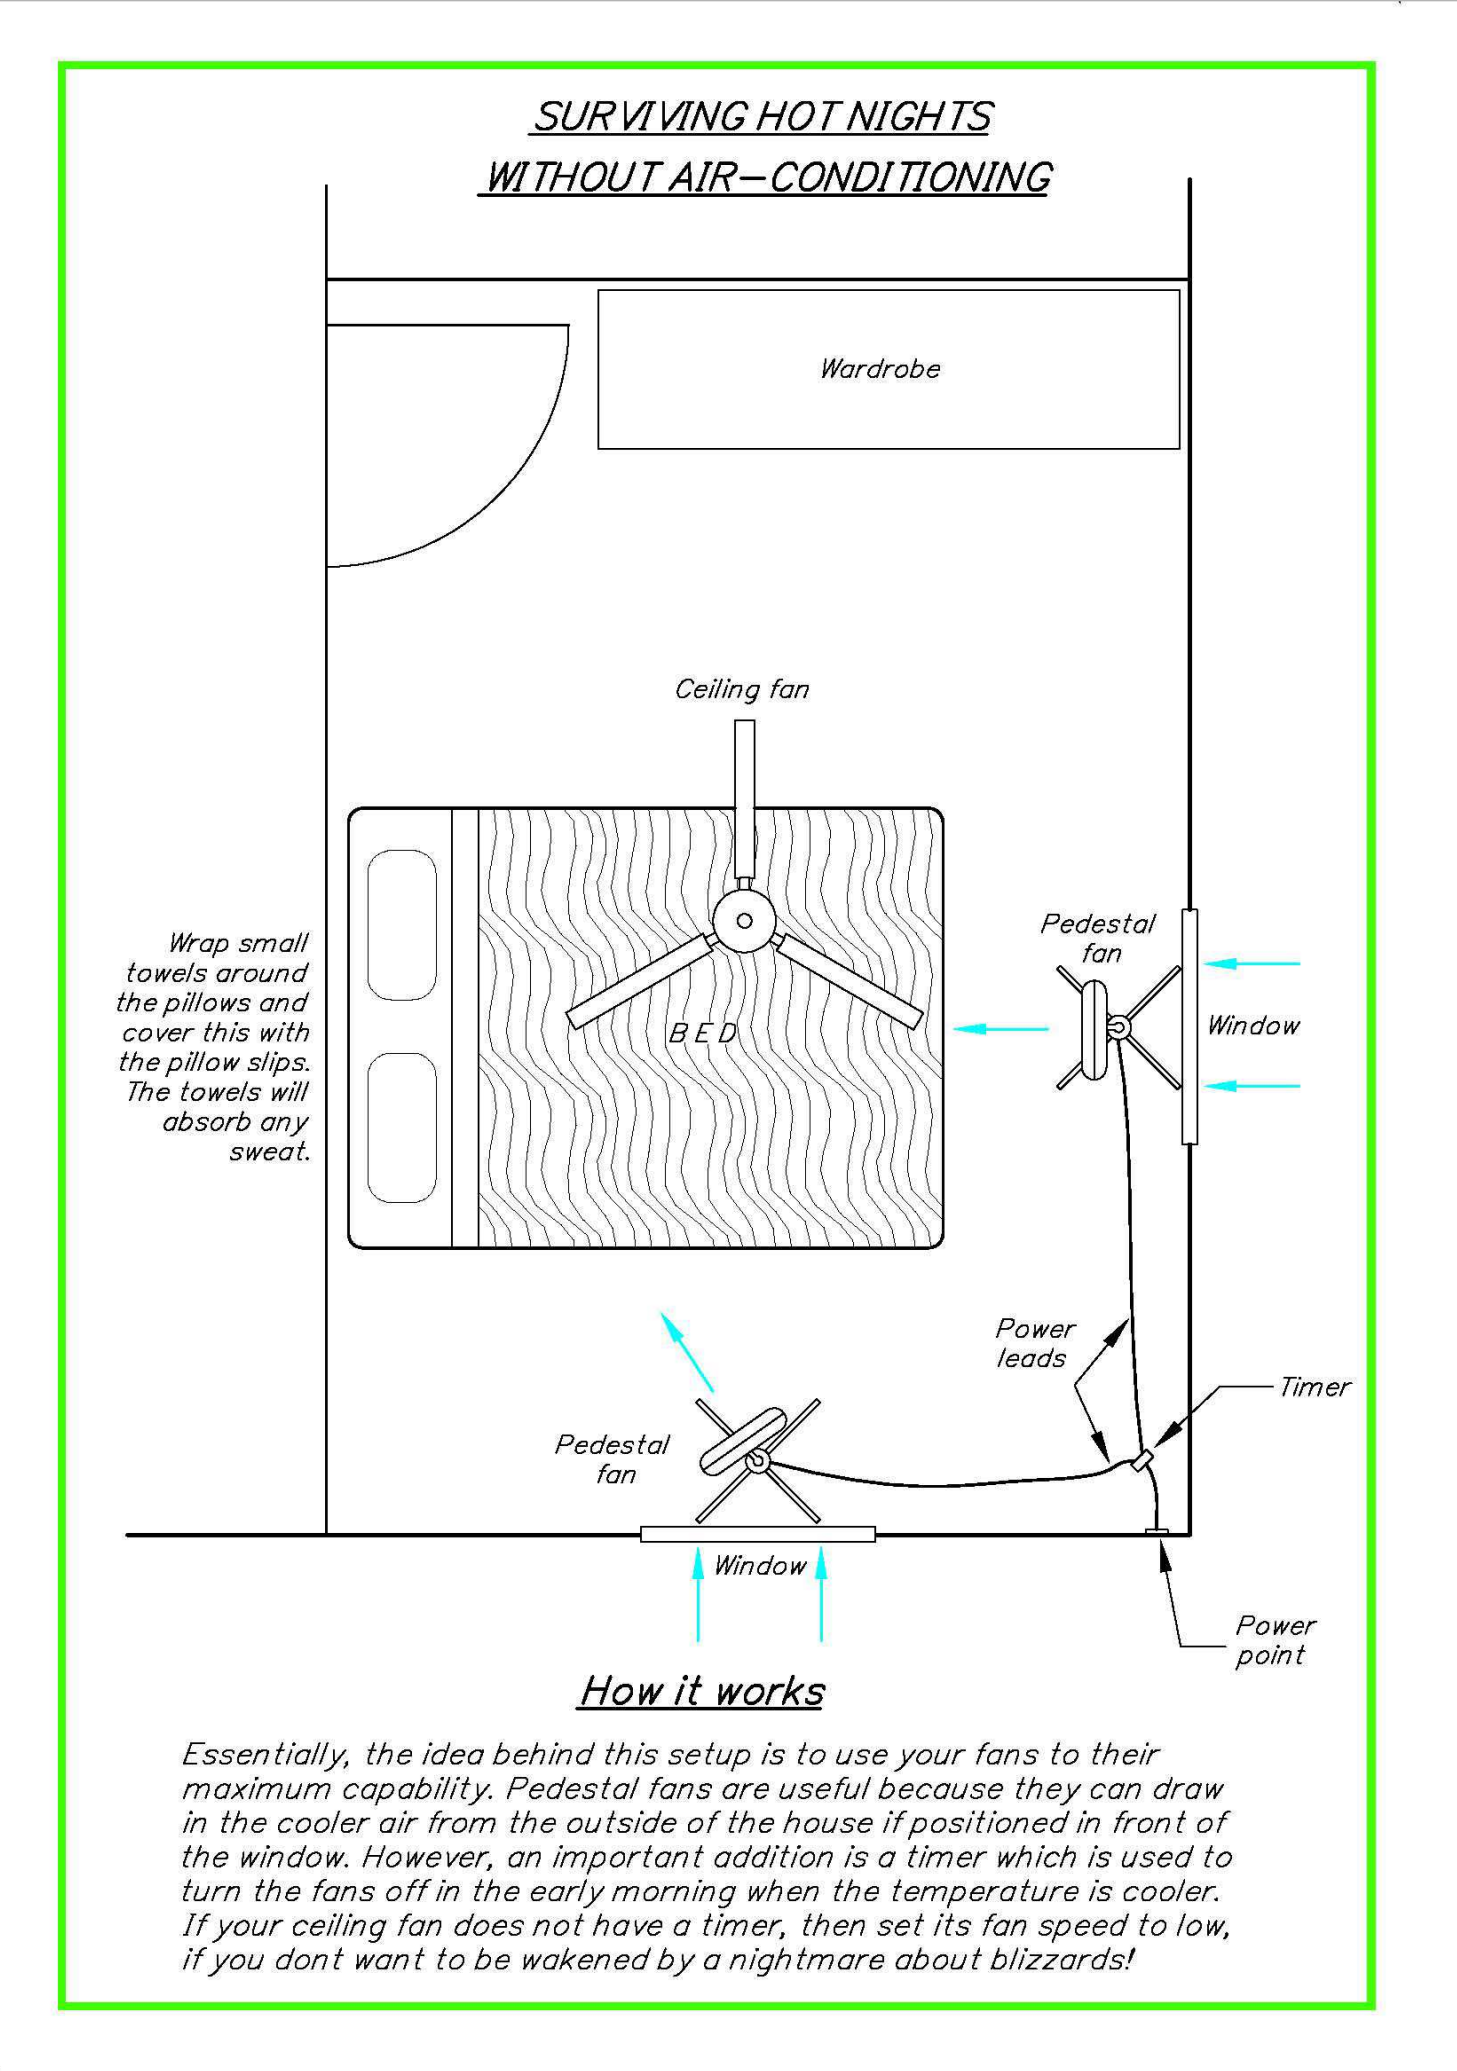 SURVIVING HOT NIGHTS
WITHOUT AIR-CONDITIONING
Wardrobe
Ceiling fan
Pedestal
fan
Wrap small
towels around
the pillows and
cover this with
the pillow slips.
The towels will
absorb any
sweat.
BED
Window
Power
leads
Timer
Pedestal
fan
Window
Power
point
How it works
Essentially, the idea behind this setup is to use your fans to their
maximum capability. Pedestal fans are useful because they can draw
in the cooler air from the outside of the house if positioned in front of
the window. However, an important addition is a timer which is used to
turn the fans off in the early morning when the temperature is cooler.
If your ceiling fan does not have a timer, then set its fan speed to low,
if you dont want to be wakened by a nightmare about blizzards!